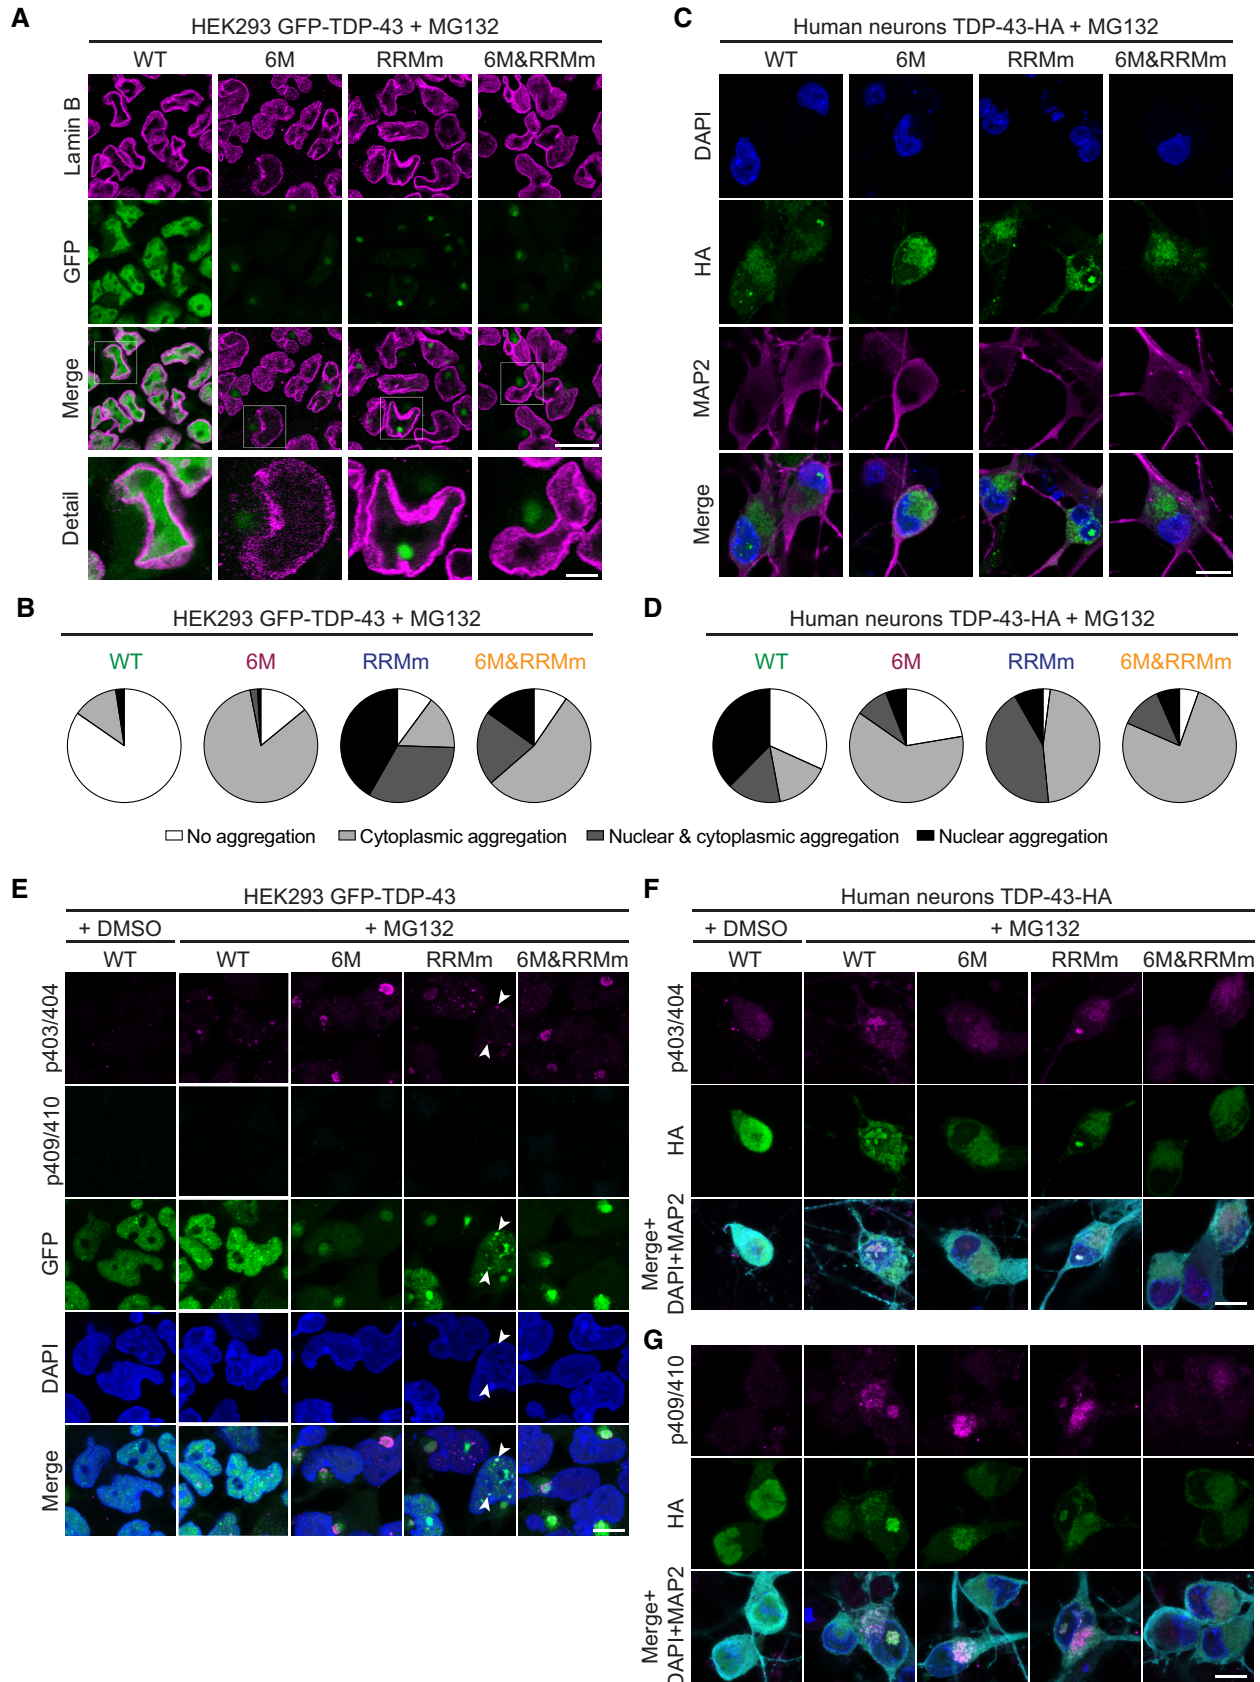 A
HEK293 GFP-TDP-43 + MG132
WT 6M RRMm 6M&RRMm
Lamin B
GFP
Merge
Detail
C
Human neurons TDP-43-HA + MG132
WT 6M RRMm 6M&RRMm
DAPI
HA
MAP2
Merge
B
HEK293 GFP-TDP-43 + MG132
WT 6M RRMm 6M&RRMm
D
Human neurons TDP-43-HA + MG132
WT 6M RRMm 6M&RRMm
No aggregation Cytoplasmic aggregation Nuclear & cytoplasmic aggregation Nuclear aggregation
E
HEK293 GFP-TDP-43
+ DMSO + MG132
WT WT 6M RRMm 6M&RRMm
p403/404
p409/410
GFP
DAPI
Merge
F
Human neurons TDP-43-HA
+ DMSO + MG132
WT WT 6M RRMm 6M&RRMm
p403/404
HA
Merge+
DAPI+MAP2
G
p409/410
HA
Merge+
DAPI+MAP2